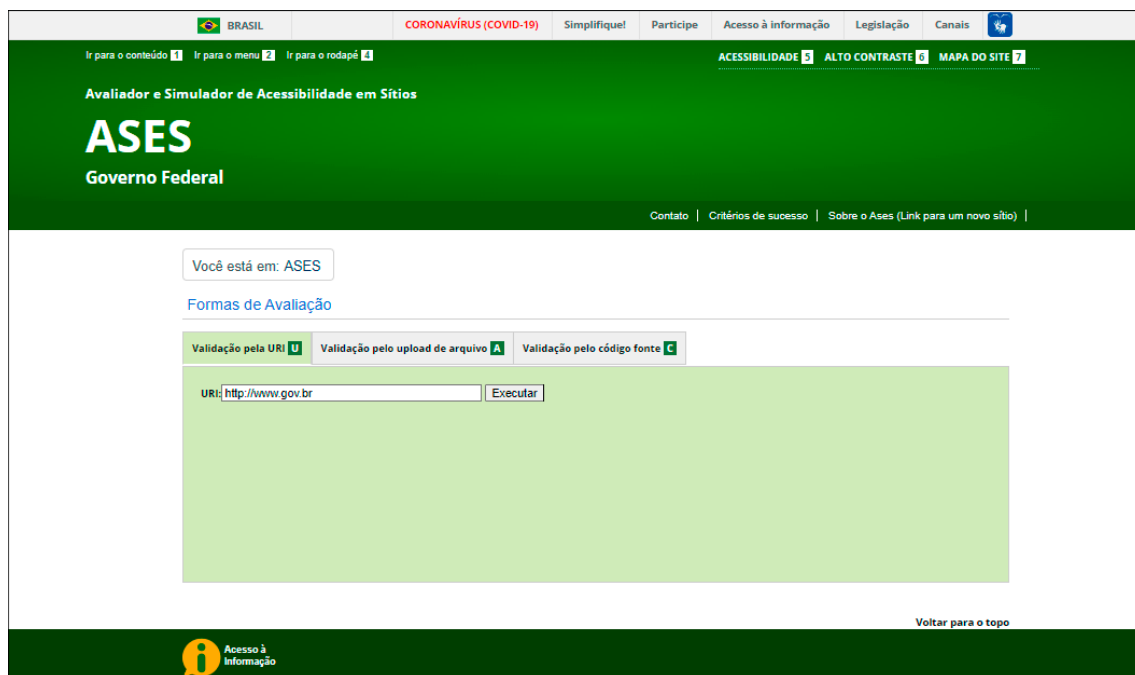 BRASIL CORONAVÍRUS (COVID-19) Simplifique! Participe Acesso à informação Legislação Canais
Ir para o conteúdo 1 Ir para o menu 2 Ir para o rodapé 4 ACESSIBILIDADE 5 ALTO CONTRASTE 6 MAPA DO SITE 7
Avaliador e Simulador de Acessibilidade em Sítios
ASES
Governo Federal
Contato | Critérios de sucesso | Sobre o Ases (Link para um novo sítio) |
Você está em: ASES
Formas de Avaliação
Validação pela URI U Validação pelo upload de arquivo A Validação pelo código fonte C
URI: http://www.gov.br Executar
Voltar para o topo
Acesso à
Informação